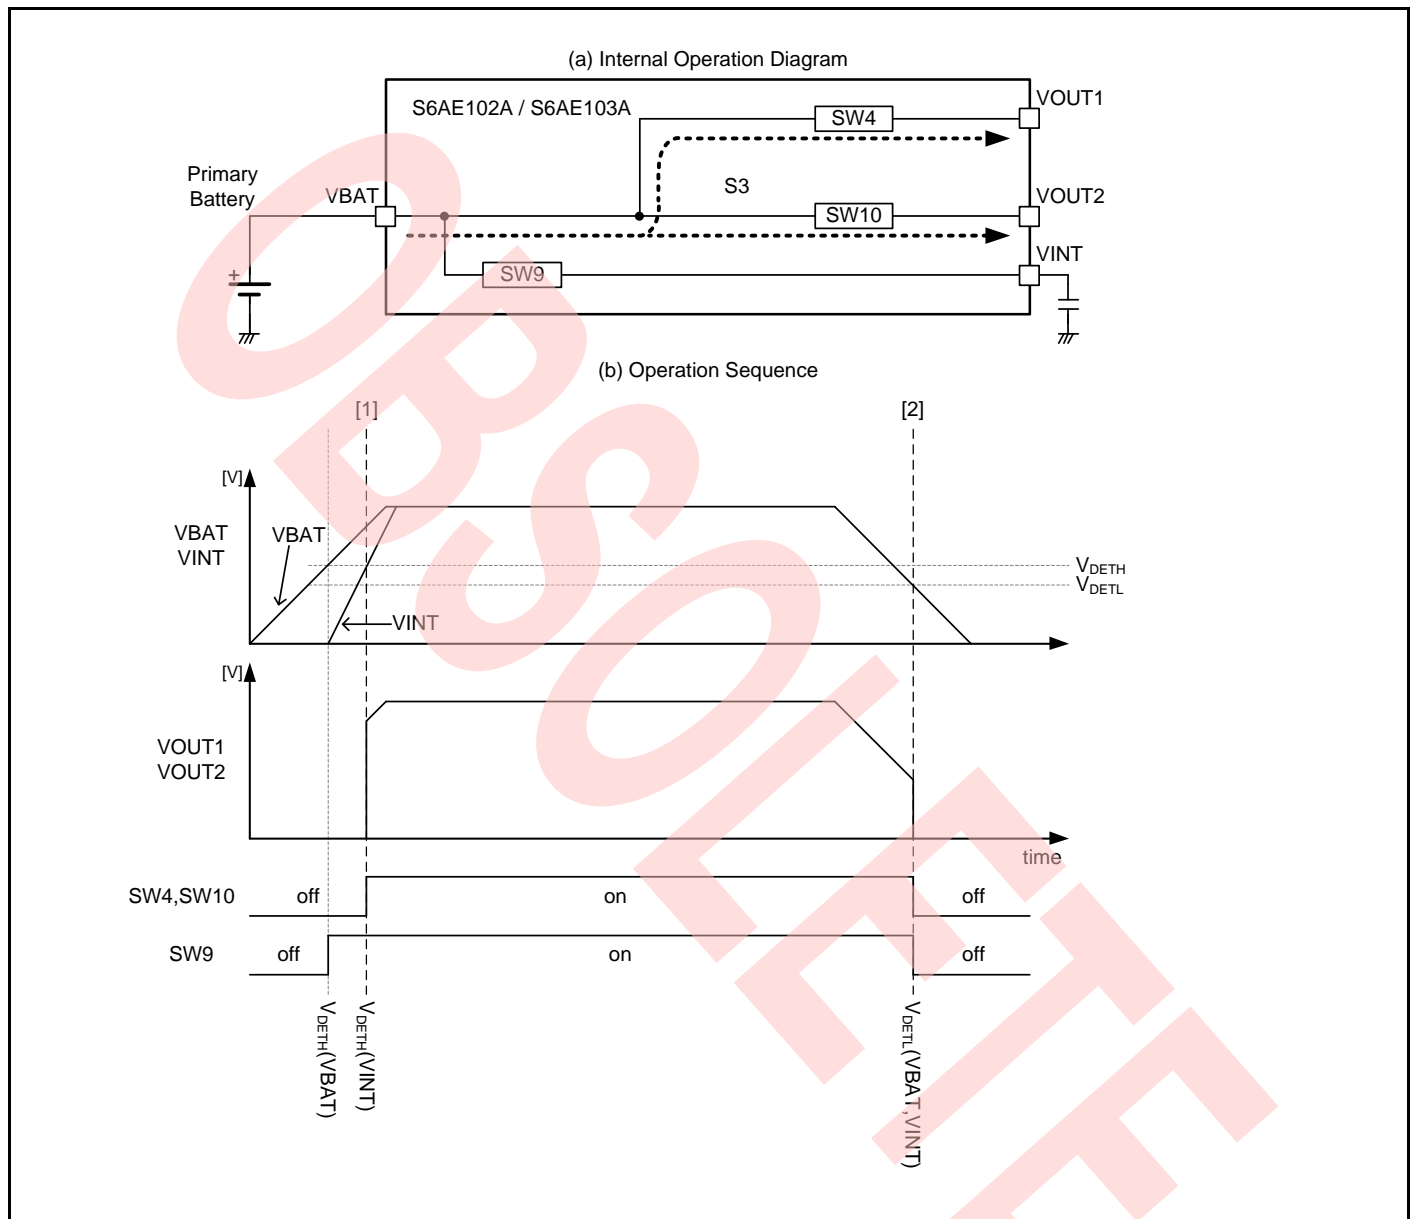 (a) Internal Operation Diagram
S6AE102A / S6AE103A
VOUT1
SW4
Primary
Battery
VBAT
S3
VOUT2
SW10
VINT
SW9
+
(b) Operation Sequence
[1]
[2]
[V]
VBAT
VINT
VBAT
VINT
VDETH
VDETL
[V]
VOUT1
VOUT2
time
SW4,SW10
off
on
off
SW9
off
on
off
VDETH(VBAT)
VDETH(VINT)
VDETL(VBAT,VINT)
OBSOLETE